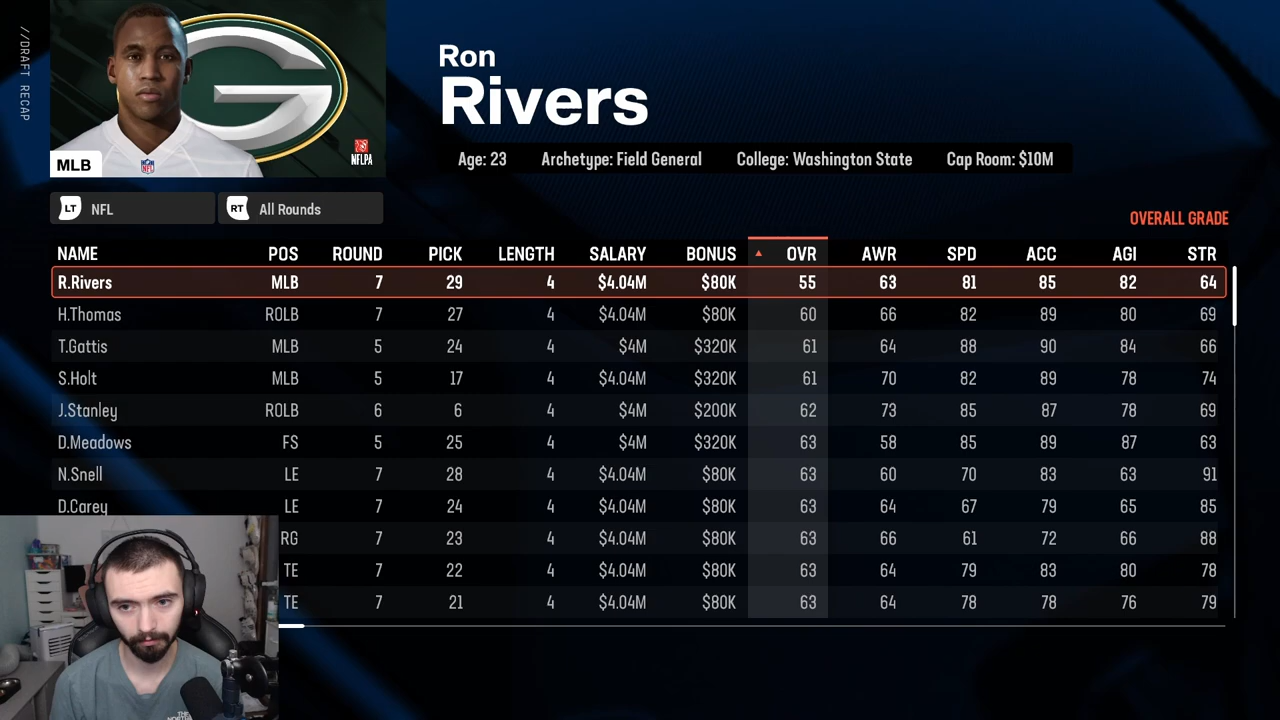 //DRAFT RECAP
G
NFL
NFLPA
MLB
Ron
Rivers
Age: 23 Archetype: Field General College: Washington State Cap Room: $10M
LT NFL RT All Rounds
OVERALL GRADE
NAME POS ROUND PICK LENGTH SALARY BONUS OVR AWR SPD ACC AGI STR
R.Rivers MLB 7 29 4 $4.04M $80K 55 63 81 85 82 64
H.Thomas ROLB 7 27 4 $4.04M $80K 60 66 82 89 80 69
T.Gattis MLB 5 24 4 $4M $320K 61 64 88 90 84 66
S.Holt MLB 5 17 4 $4.04M $320K 61 70 82 89 78 74
J.Stanley ROLB 6 6 4 $4M $200K 62 73 85 87 78 69
D.Meadows FS 5 25 4 $4M $320K 63 58 85 89 87 63
N.Snell LE 7 28 4 $4.04M $80K 63 60 70 83 63 91
D.Carey LE 7 24 4 $4.04M $80K 63 64 67 79 65 85
RG 7 23 4 $4.04M $80K 63 66 61 72 66 88
TE 7 22 4 $4.04M $80K 63 64 79 83 80 78
TE 7 21 4 $4.04M $80K 63 64 78 78 76 79